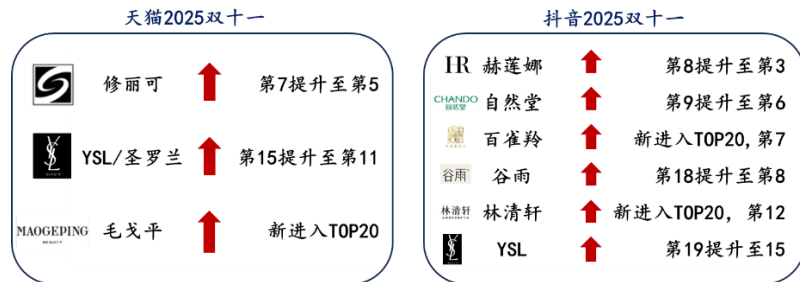 天猫2025双十一
修丽可 第7提升至第5
YSL/圣罗兰 第15提升至第11
MAOGEPING
BEAUTY
毛戈平 新进入TOP20
抖音2025双十一
HR 赫莲娜 第8提升至第3
CHANDO
自然堂
自然堂 第9提升至第6
百雀羚 新进入TOP20,第7
谷雨 谷雨 第18提升至第8
林清轩 林清轩 新进入TOP20, 第12
YSL 第19提升至15